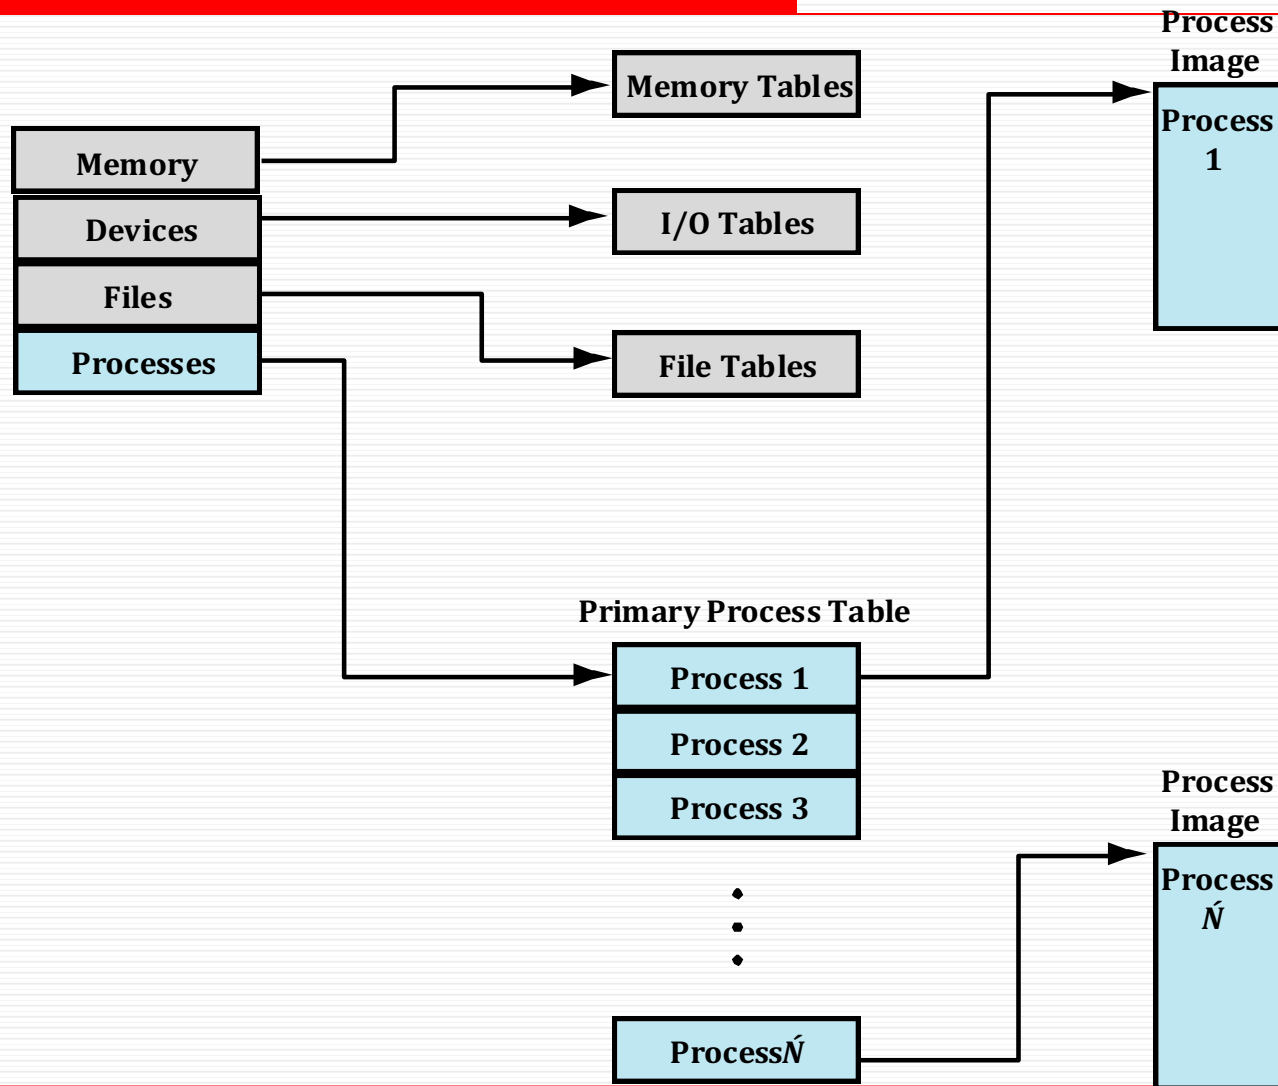 Process
Image
Memory Tables
Process
1
Memory
Devices
I/O Tables
Files
Processes
File Tables
Primary Process Table
Process 1
Process 2
Process 3
Process
Image
Process
Ń
ProcessŃ